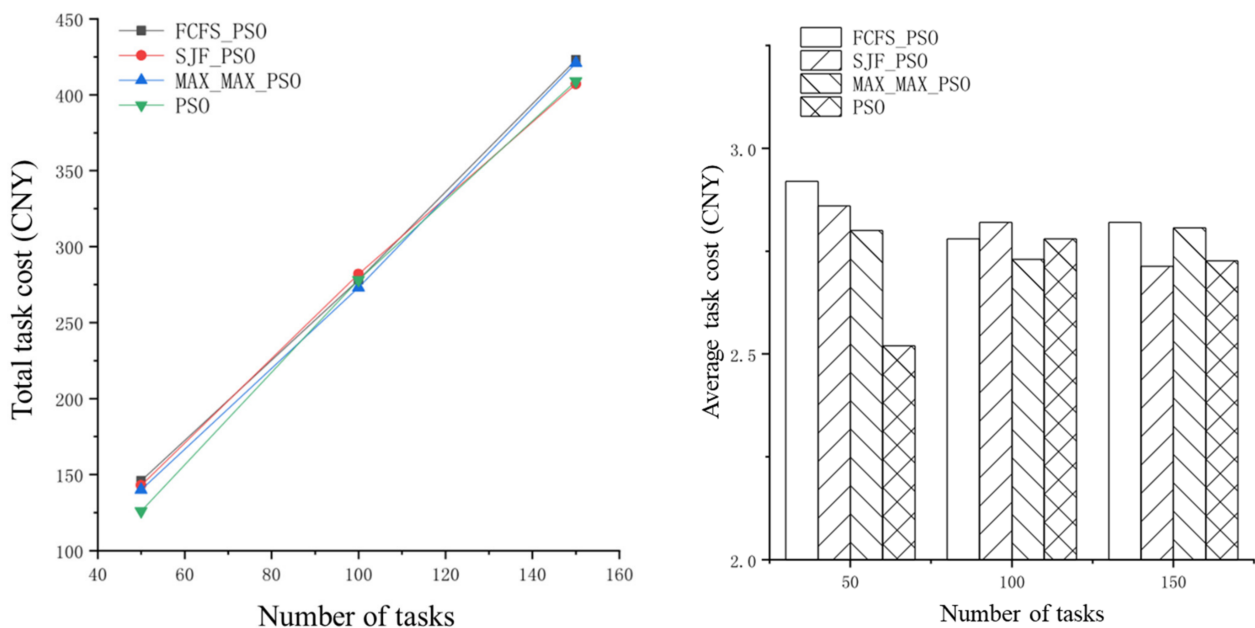 450
400
350
300
250
200
150
100
40
60
80
100
120
140
160
Total task cost (CNY)
Number of tasks
FCFS_PSO
SJF_PSO
MAX_MAX_PSO
PSO
FCFS_PSO
SJF_PSO
MAX_MAX_PSO
PSO
3.0
2.5
2.0
50
100
150
Average task cost (CNY)
Number of tasks